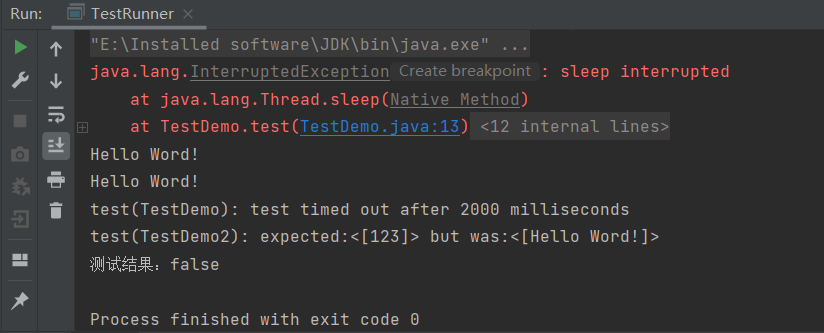 Run: TestRunner
"E:\Installed software\JDK\bin\java.exe" ...
java.lang.InterruptedException Create breakpoint : sleep interrupted
at java.lang.Thread.sleep(Native Method)
at TestDemo.test(TestDemo.java:13) <12 internal lines>
Hello Word!
Hello Word!
test(TestDemo): test timed out after 2000 milliseconds
test(TestDemo2): expected:<[123]> but was:<[Hello Word!]>
测试结果：false
Process finished with exit code 0